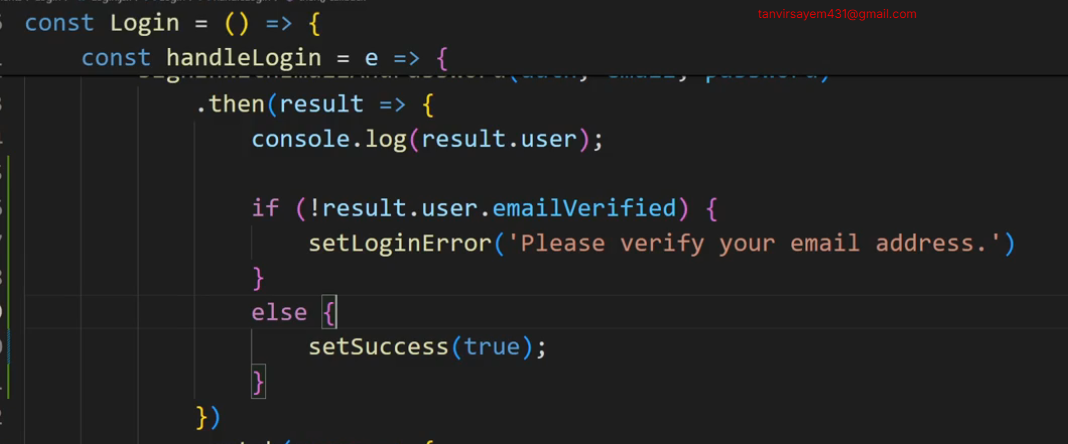 tanvirsayem431@gmail.com
const Login = () => {
const handleLogin = e => {
.then(result => {
console.log(result.user);
if (!result.user.emailVerified) {
setLoginError('Please verify your email address.')
}
else {
setSuccess(true);
}
})